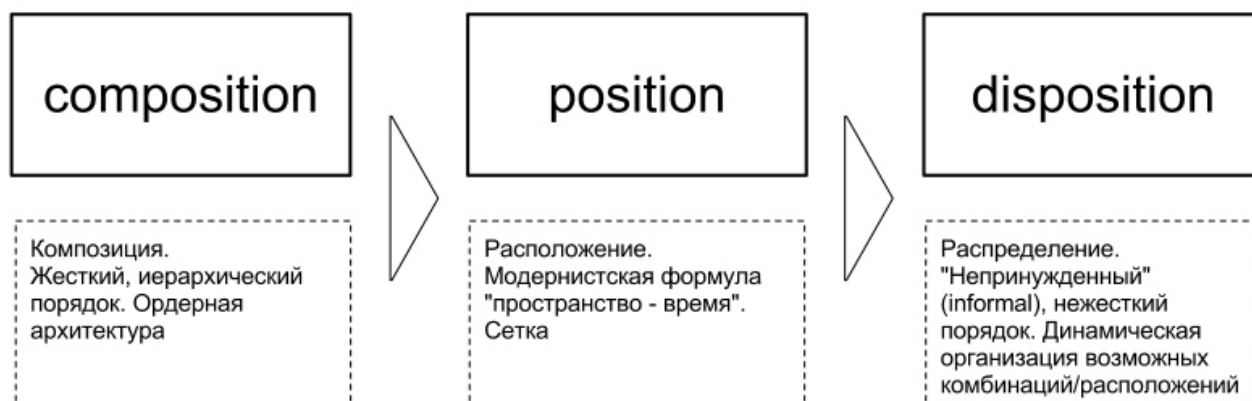 composition
position
disposition
Композиция.
Жесткий, иерархический
порядок. Ордерная
архитектура
Расположение.
Модернистская формула
"пространство - время".
Сетка
Распределение.
"Непринужденный"
(informal), нежесткий
порядок. Динамическая
организация возможных
комбинаций/расположений